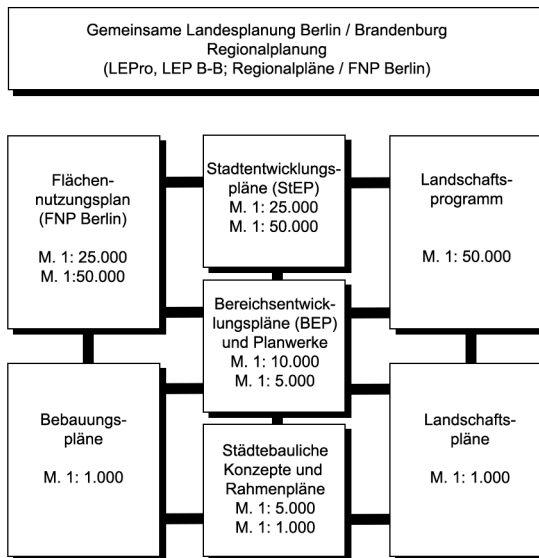 Gemeinsame Landesplanung Berlin / Brandenburg
Regionalplanung
(LEPro, LEP B-B; Regionalpläne / FNP Berlin)
Flächen-
nutzungsplan
(FNP Berlin)
M. 1: 25.000
M. 1:50.000
Stadtentwicklungs-
pläne (StEP)
M. 1: 25.000
M. 1: 50.000
Landschafts-
programm
M. 1: 50.000
Bereichsentwick-
lungspläne (BEP)
und Planwerke
M. 1: 10.000
M. 1: 5.000
Bebauungs-
pläne
M. 1: 1.000
Städtebauliche
Konzepte und
Rahmenpläne
M. 1: 5.000
M. 1: 1.000
Landschafts-
pläne
M. 1: 1.000